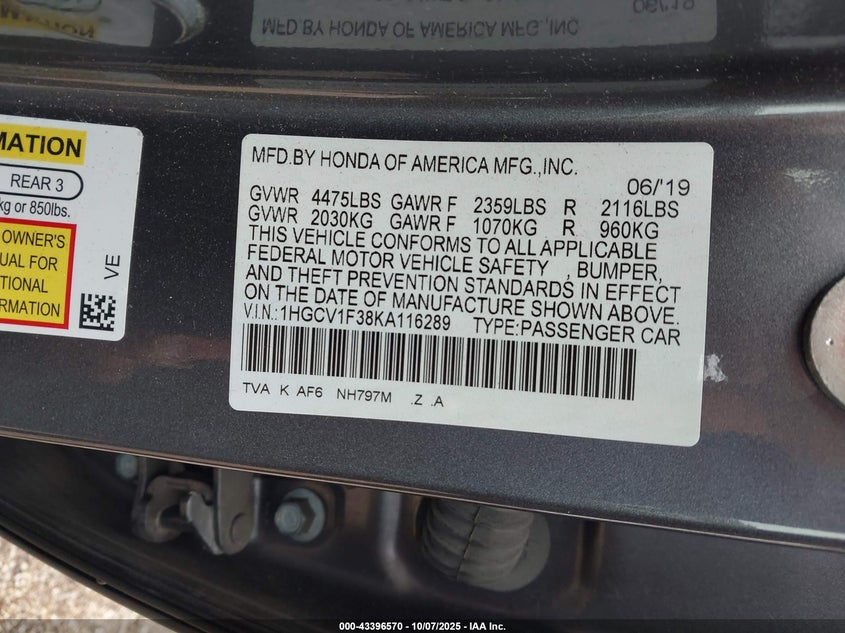 06/'19
MFD BY HONDA OF AMERICA MFG.,INC
MATION
REAR 3
kg or 850lbs.
OWNER'S
UAL FOR
TIONAL
ORMATION
VE
MFD.BY HONDA OF AMERICA MFG.,INC.
06/'19
GVWR 4475LBS GAWR F 2359LBS R 2116LBS
GVWR 2030KG GAWR F 1070KG R 960KG
THIS VEHICLE CONFORMS TO ALL APPLICABLE
FEDERAL MOTOR VEHICLE SAFETY , BUMPER,
AND THEFT PREVENTION STANDARDS IN EFFECT
ON THE DATE OF MANUFACTURE SHOWN ABOVE.
V.I.N.:1HGCV1F38KA116289 TYPE:PASSENGER CAR
TVA K AF6 NH797M .Z .A
000-43396570 - 10/07/2025 - IAA Inc.